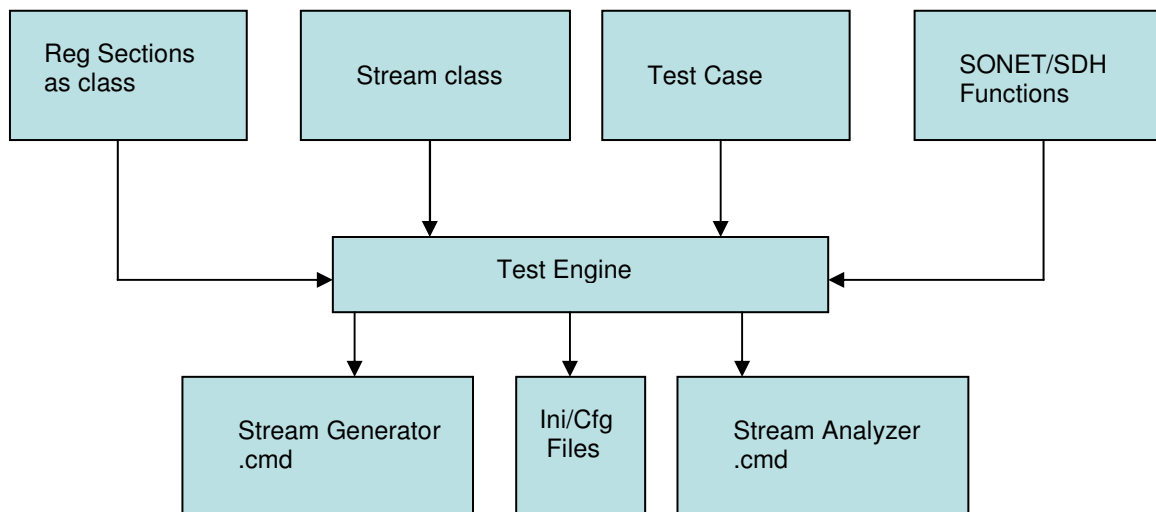 Reg Sections
as class
Stream class
Test Case
SONET/SDH
Functions
Test Engine
Stream Generator
.cmd
Ini/Cfg
Files
Stream Analyzer
.cmd